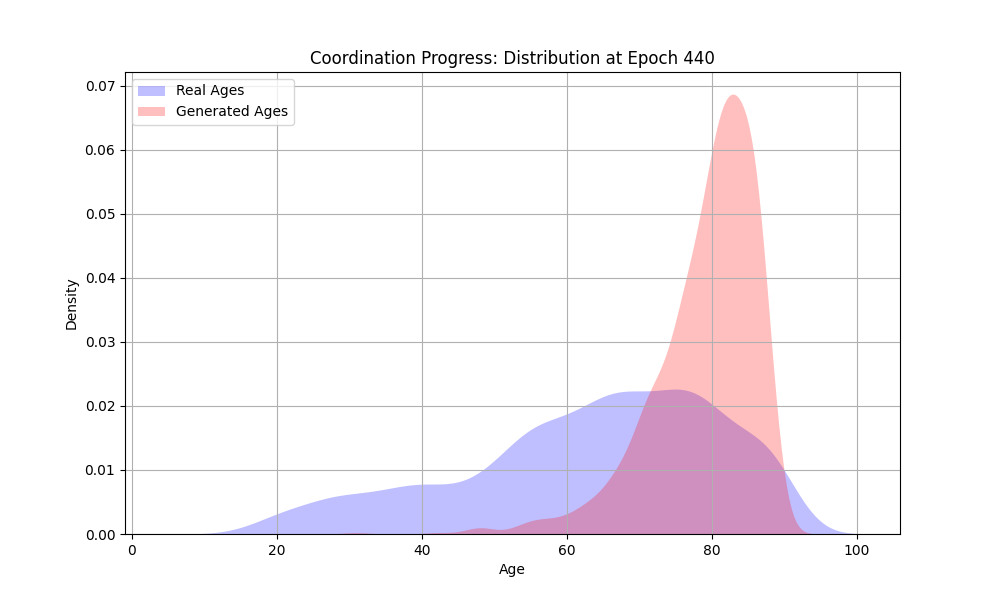 Coordination Progress: Distribution at Epoch 440
Real Ages
Generated Ages
0.07
0.06
0.05
0.04
0.03
0.02
0.01
0.00
Density
0 20 40 60 80 100
Age